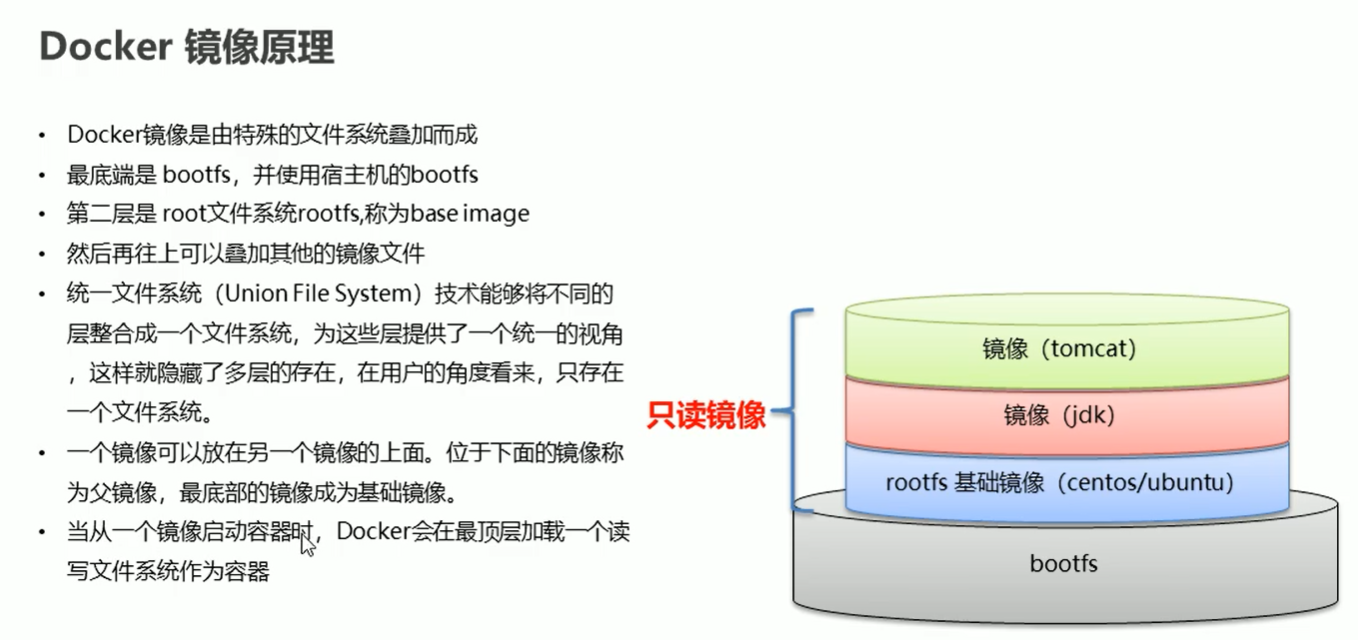 Docker 镜像原理
• Docker镜像是由特殊的文件系统叠加而成
• 最底端是 bootfs，并使用宿主机的bootfs
• 第二层是 root文件系统rootfs,称为base image
• 然后再往上可以叠加其他的镜像文件
• 统一文件系统（Union File System）技术能够将不同的
层整合成一个文件系统，为这些层提供了一个统一的视角
，这样就隐藏了多层的存在，在用户的角度看来，只存在
一个文件系统。
• 一个镜像可以放在另一个镜像的上面。位于下面的镜像称
为父镜像，最底部的镜像成为基础镜像。
• 当从一个镜像启动容器时，Docker会在最顶层加载一个读
写文件系统作为容器
只读镜像
镜像（tomcat）
镜像（jdk）
rootfs 基础镜像（centos/ubuntu）
bootfs